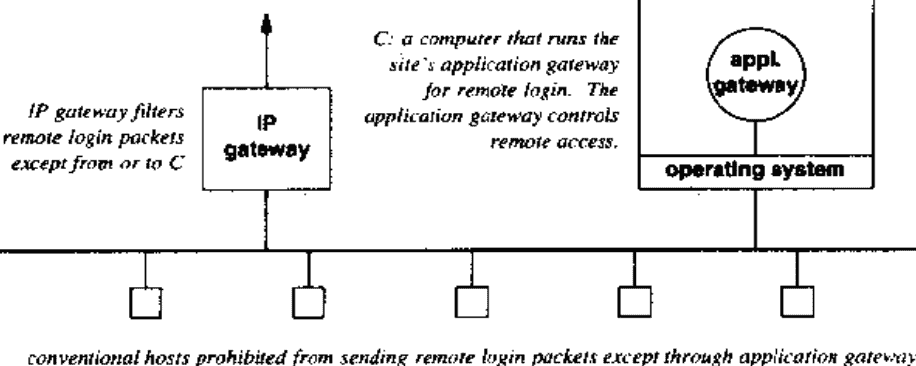 C: a computer that runs the
site's application gateway
for remote login. The
application gateway controls
remote access.
appl.
gateway
IP gateway filters
remote login packets
except from or to C
IP
gateway
operating system
conventional hosts prohibited from sending remote login packets except through application gateway